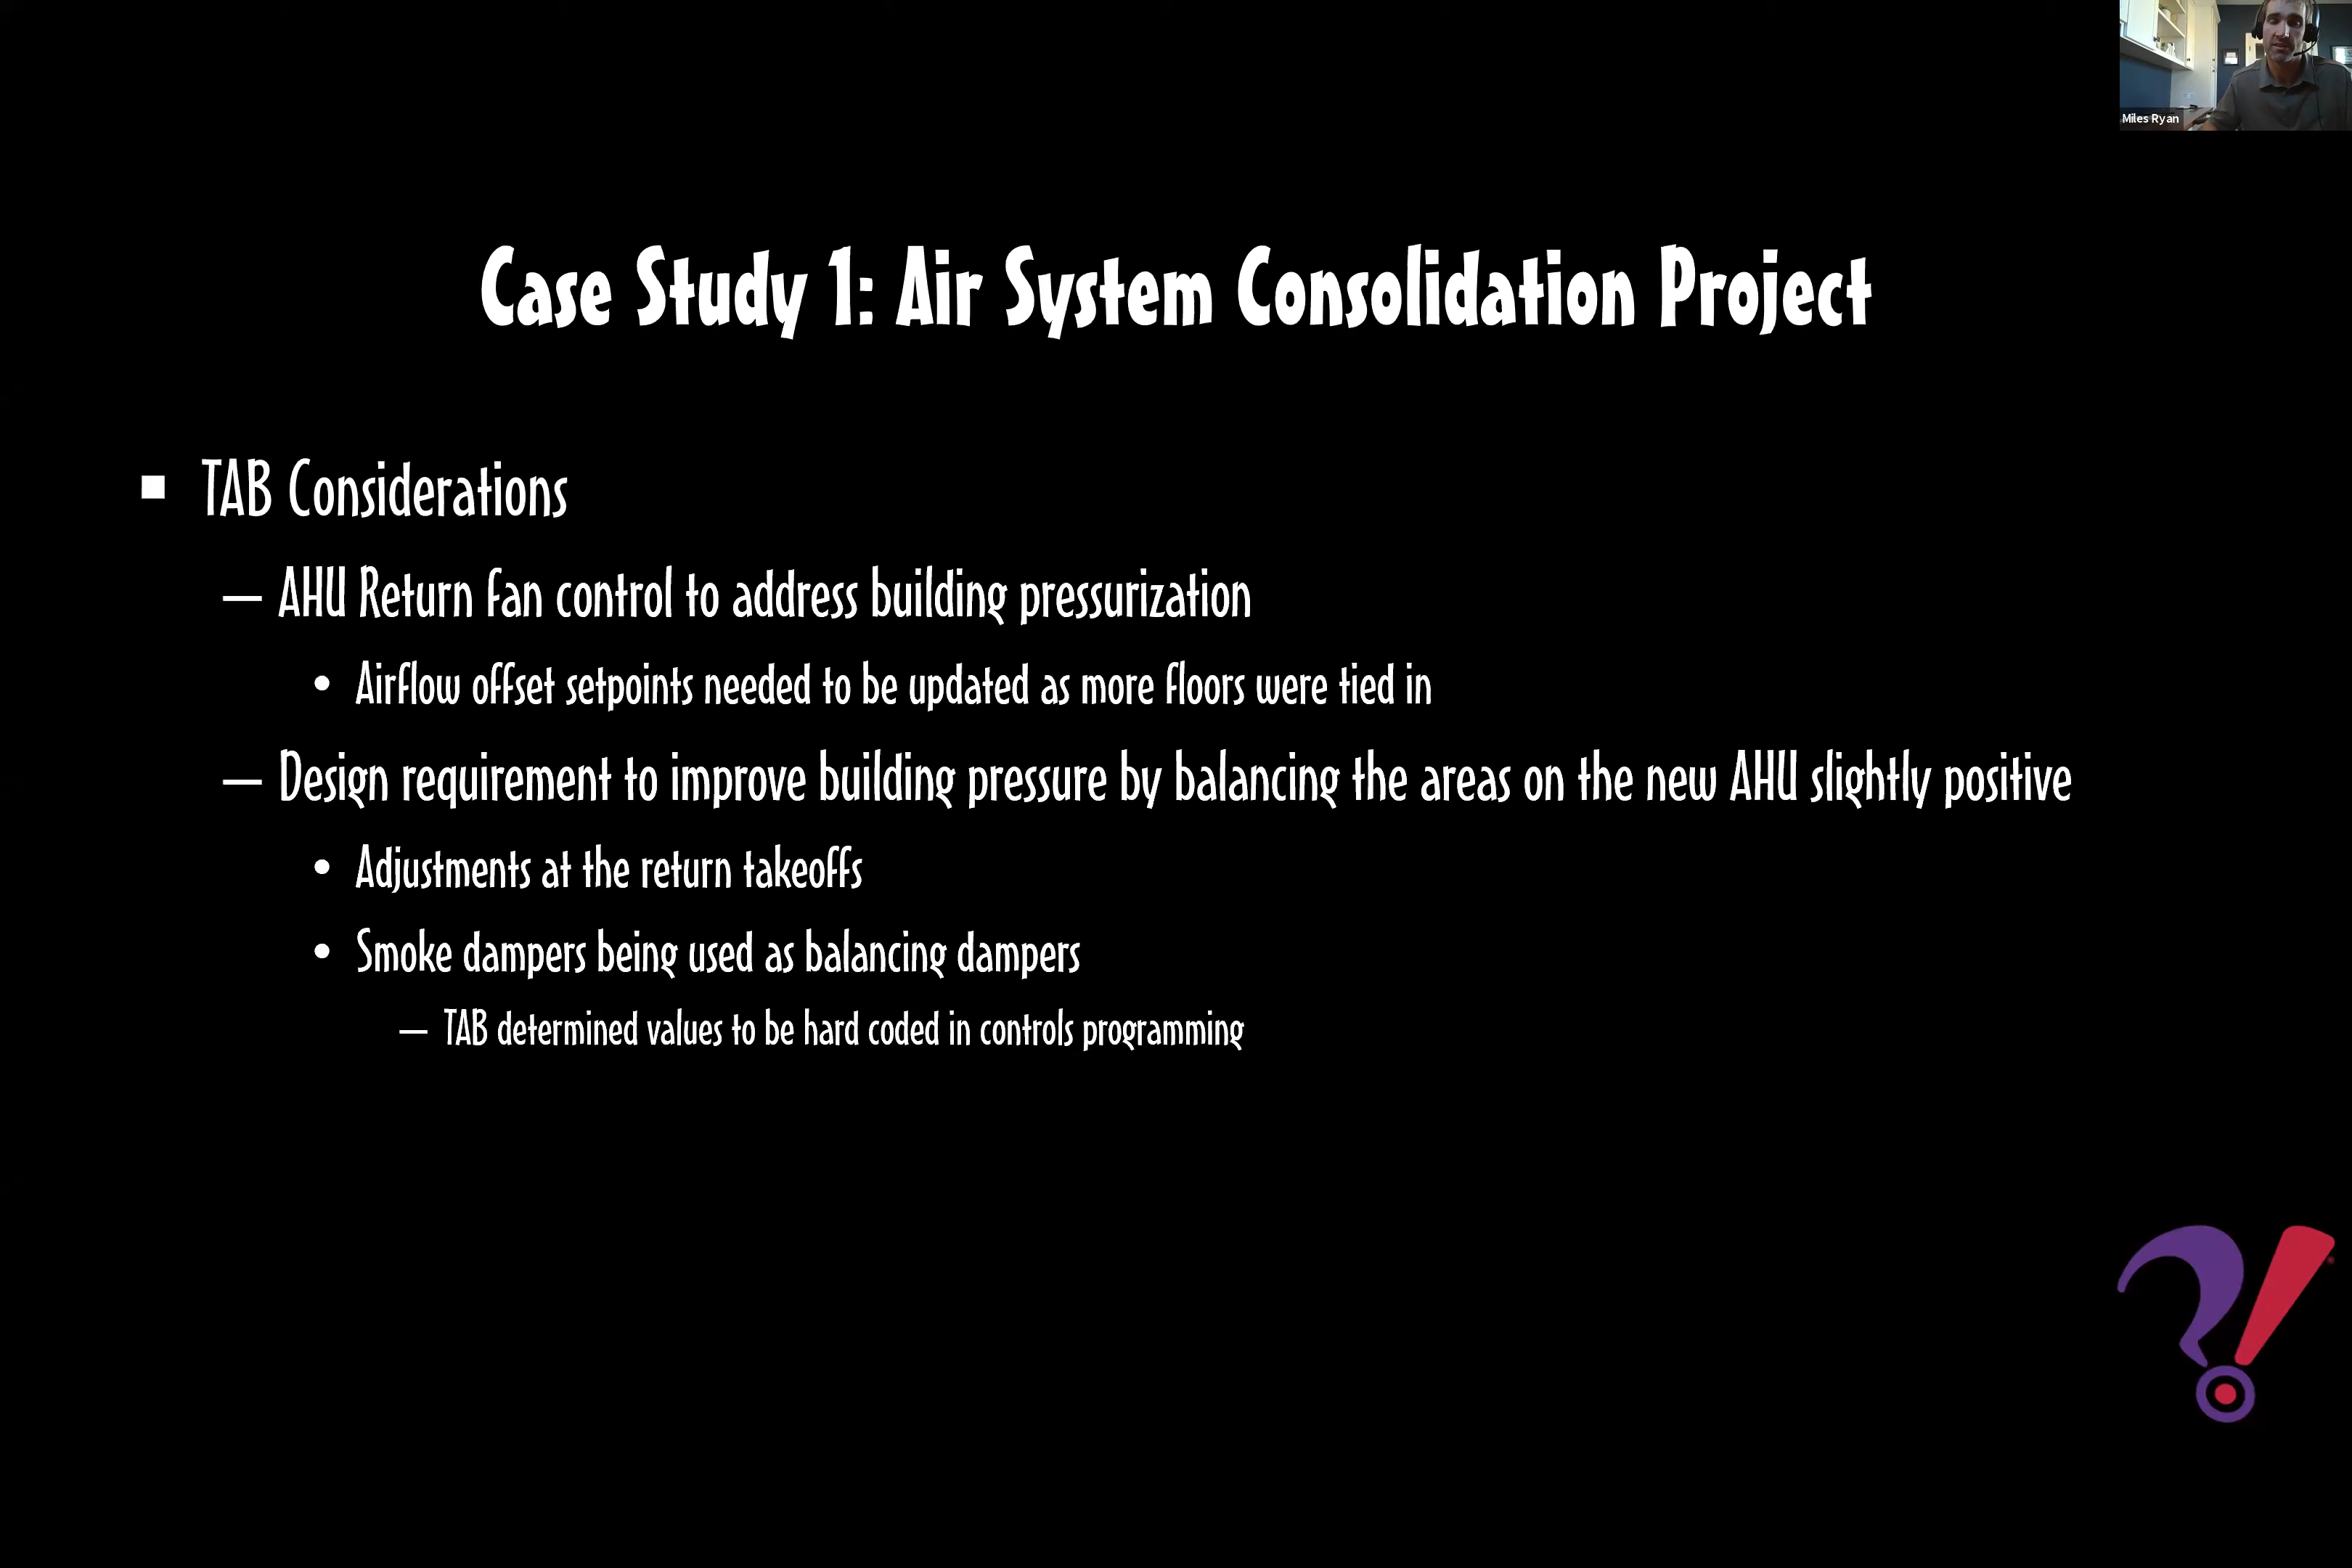 Miles Ryan
Case Study 1: Air System Consolidation Project
■ TAB Considerations
– AHU Return fan control to address building pressurization
• Airflow offset setpoints needed to be updated as more floors were tied in
– Design requirement to improve building pressure by balancing the areas on the new AHU slightly positive
• Adjustments at the return takeoffs
• Smoke dampers being used as balancing dampers
– TAB determined values to be hard coded in controls programming
?!